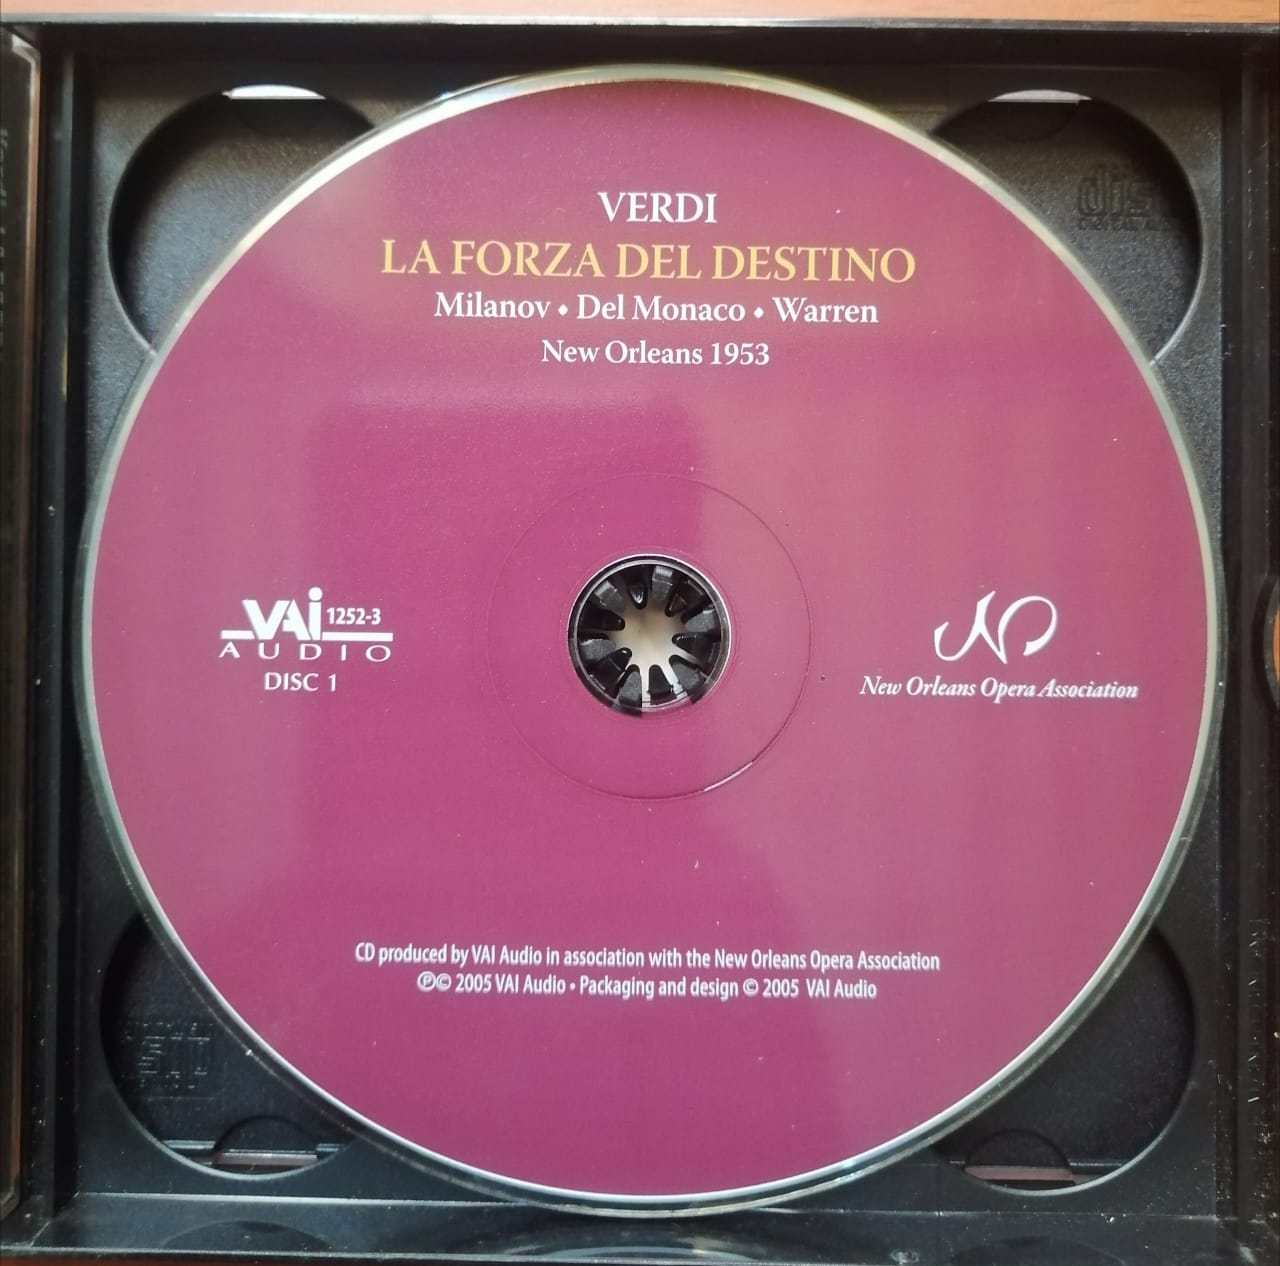 VERDI
LA FORZA DEL DESTINO
Milanov • Del Monaco • Warren
New Orleans 1953
VAI 1252-3
AUDIO
DISC 1
NO
New Orleans Opera Association
CD produced by VAI Audio in association with the New Orleans Opera Association
℗© 2005 VAI Audio • Packaging and design © 2005 VAI Audio